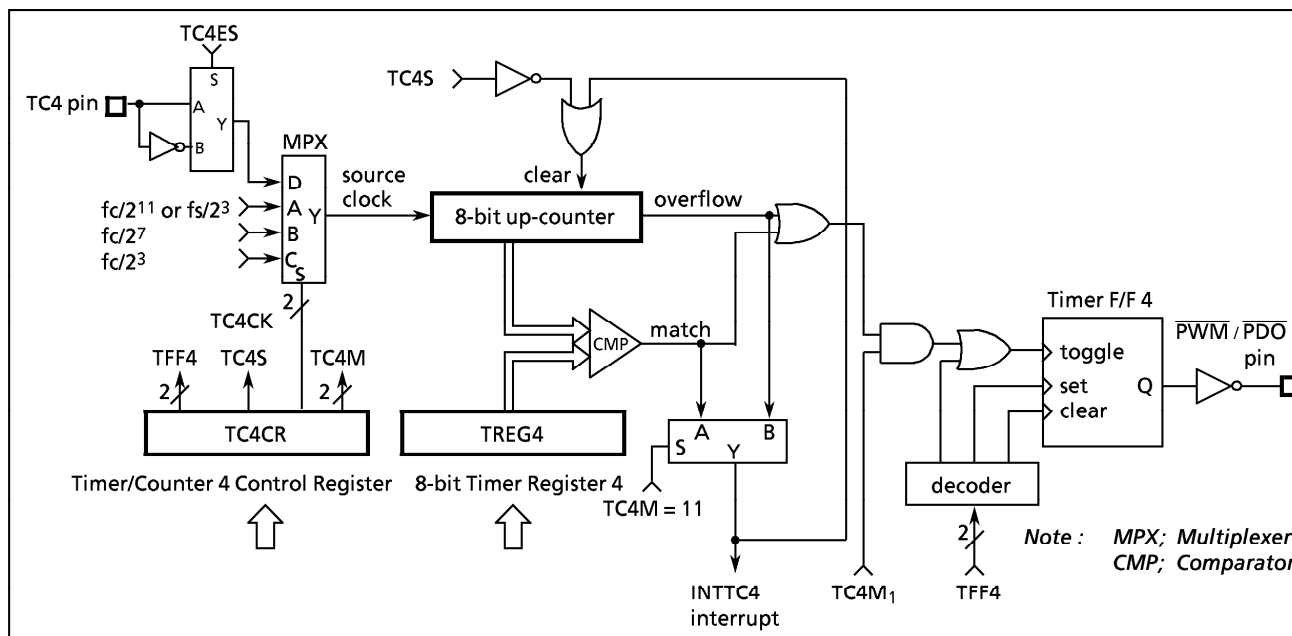 TC4ES
S
TC4 pin
A
Y
B
MPX
D
A
Y
B
C
S
fc/2¹¹ or fs/2³
fc/2⁷
fc/2³
source
clock
TC4S
clear
8-bit up-counter
overflow
2
TC4CK
CMP
match
TFF4
TC4S
TC4M
2
2
TC4CR
TREG4
Timer/Counter 4 Control Register
8-bit Timer Register 4
S
A
B
Y
TC4M = 11
INTTC4
interrupt
TC4M₁
Timer F/F 4
toggle
set
clear
Q
PWM / PDO
pin
decoder
2
TFF4
Note : MPX; Multiplexer
CMP; Comparator